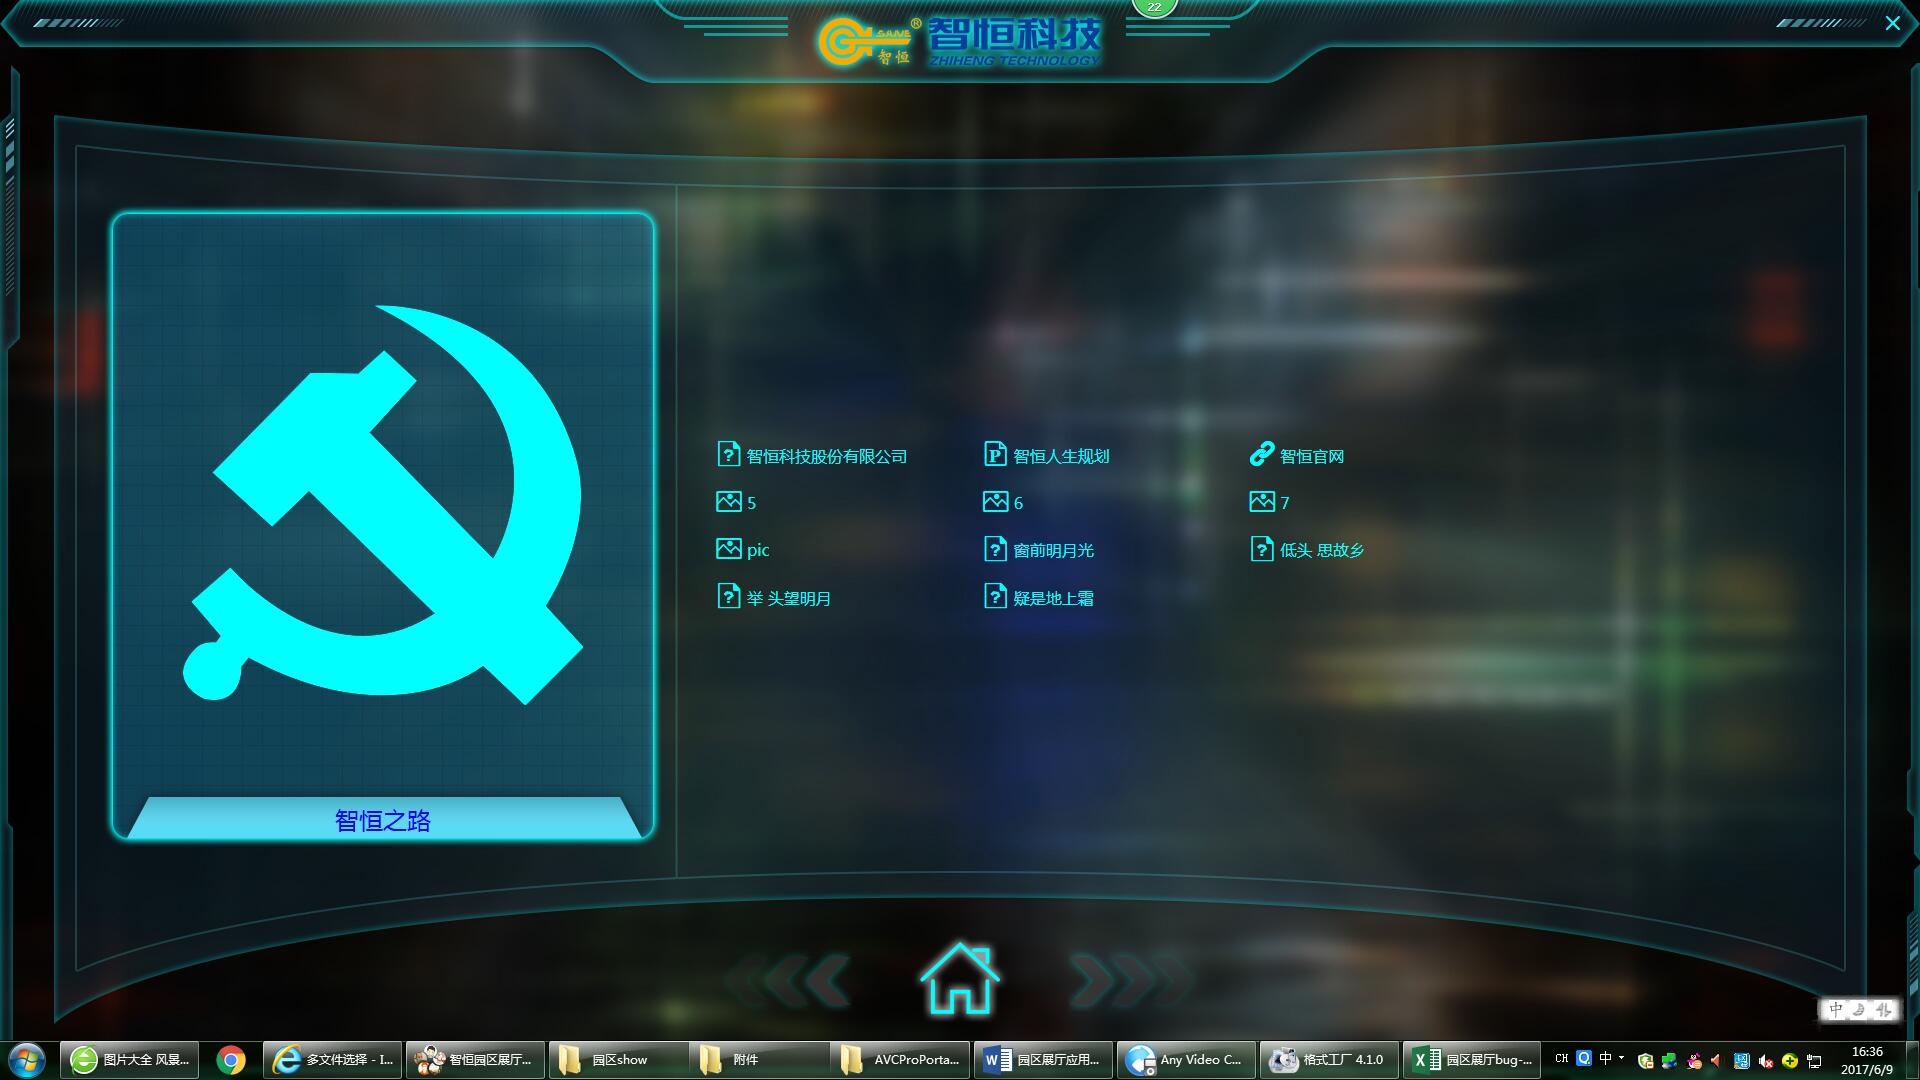 22
SAIVE
®
智恒
智恒科技
ZHIHENG TECHNOLOGY
智恒之路
智恒科技股份有限公司
智恒人生规划
智恒官网
5
6
7
pic
窗前明月光
低头 思故乡
举 头望明月
疑是地上霜
中
图片大全 风景...
多文件选择 - I...
智恒园区展厅...
园区show
附件
AVCProPorta...
园区展厅应用...
Any Video C...
格式工厂 4.1.0
园区展厅bug-...
CH
中
16:36
2017/6/9